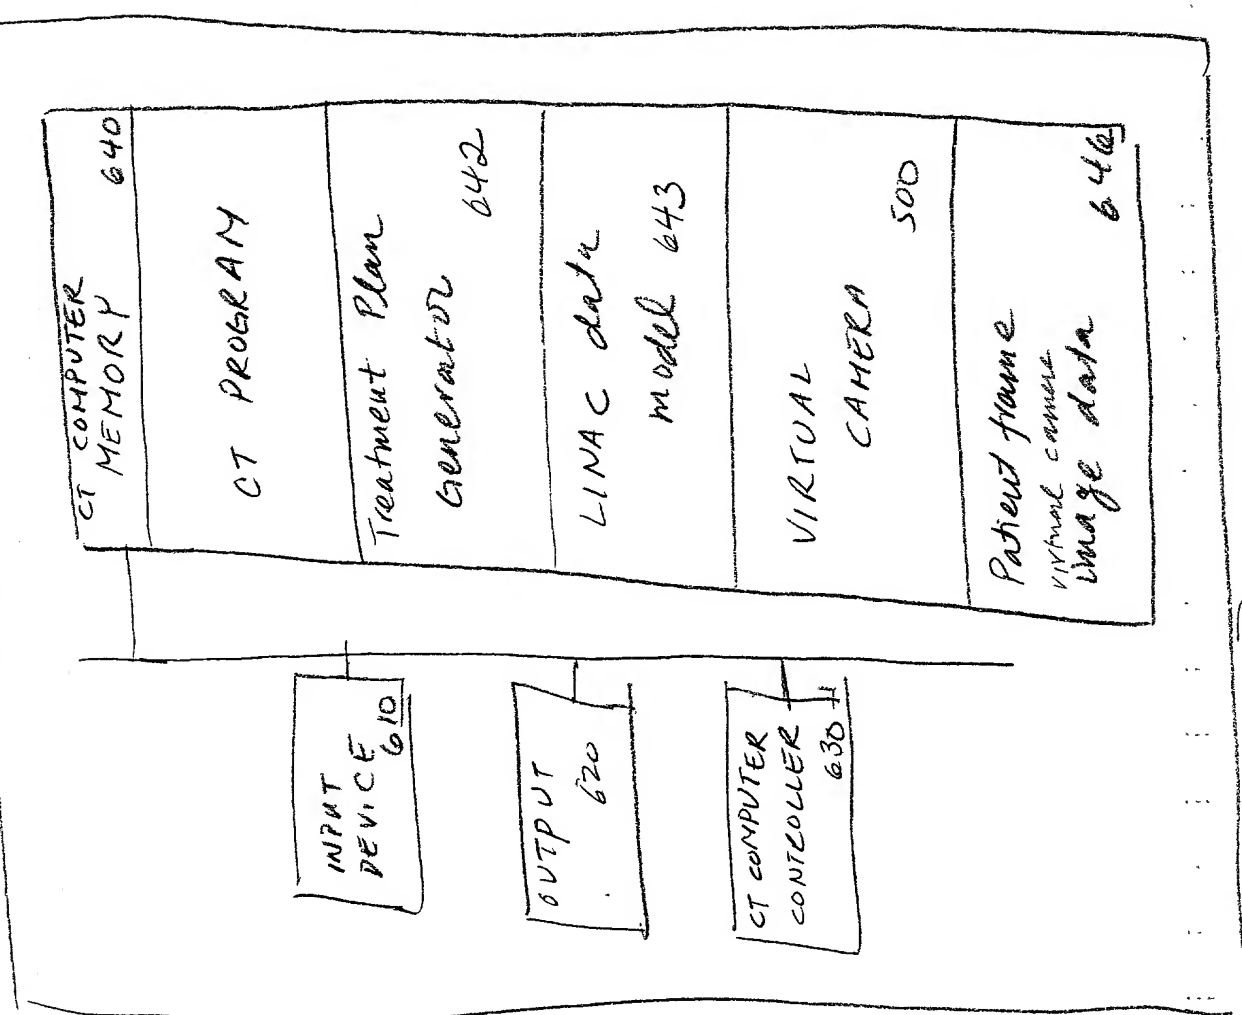 CT COMPUTER
MEMORY 640
CT PROGRAM
Treatment Plan
Generator 642
LINAC data
model 643
VIRTUAL
CAMERA 500
Patient frame
virtual camera
image data 646
INPUT
DEVICE
610
OUTPUT
620
CT COMPUTER
CONTROLLER
630